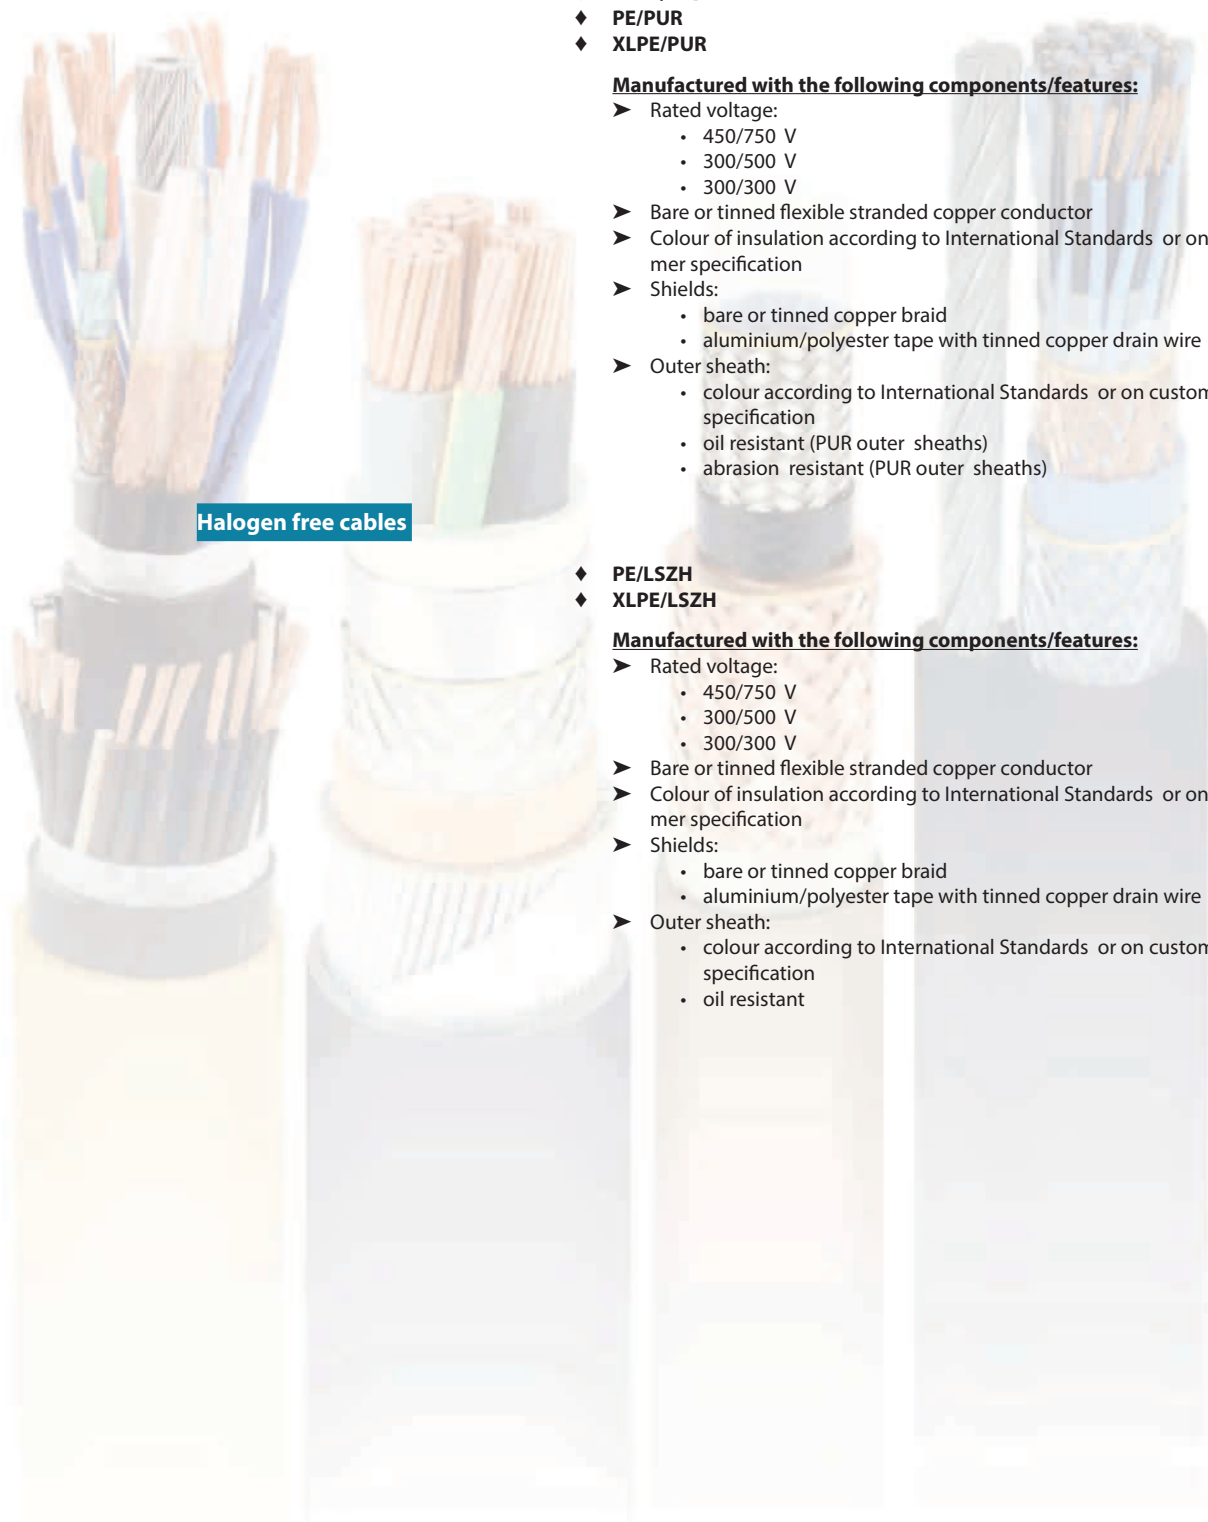 ♦ PE/PUR
♦ XLPE/PUR
Manufactured with the following components/features:
➤ Rated voltage:
• 450/750 V
• 300/500 V
• 300/300 V
➤ Bare or tinned flexible stranded copper conductor
➤ Colour of insulation according to International Standards or on
mer specification
➤ Shields:
• bare or tinned copper braid
• aluminium/polyester tape with tinned copper drain wire
➤ Outer sheath:
• colour according to International Standards or on custom
specification
• oil resistant (PUR outer sheaths)
• abrasion resistant (PUR outer sheaths)
Halogen free cables
♦ PE/LSZH
♦ XLPE/LSZH
Manufactured with the following components/features:
➤ Rated voltage:
• 450/750 V
• 300/500 V
• 300/300 V
➤ Bare or tinned flexible stranded copper conductor
➤ Colour of insulation according to International Standards or on
mer specification
➤ Shields:
• bare or tinned copper braid
• aluminium/polyester tape with tinned copper drain wire
➤ Outer sheath:
• colour according to International Standards or on custom
specification
• oil resistant